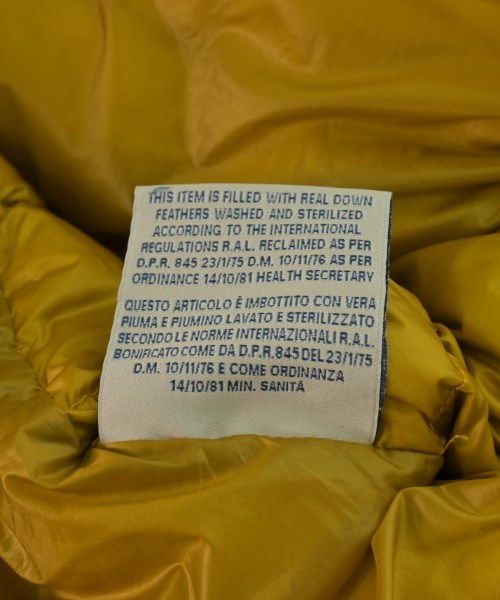 THIS ITEM IS FILLED WITH REAL DOWN
FEATHERS WASHED AND STERILIZED
ACCORDING TO THE INTERNATIONAL
REGULATIONS R.A.L. RECLAIMED AS PER
D.P.R. 845 23/1/75 D.M. 10/11/76 AS PER
ORDINANCE 14/10/81 HEALTH SECRETARY
QUESTO ARTICOLO È IMBOTTITO CON VERA
PIUMA E PIUMINO LAVATO E STERILIZZATO
SECONDO LE NORME INTERNAZIONALI R.A.L.
BONIFICATO COME DA D.P.R. 845 DEL 23/1/75
D.M. 10/11/76 E COME ORDINANZA
14/10/81 MIN. SANITÀ